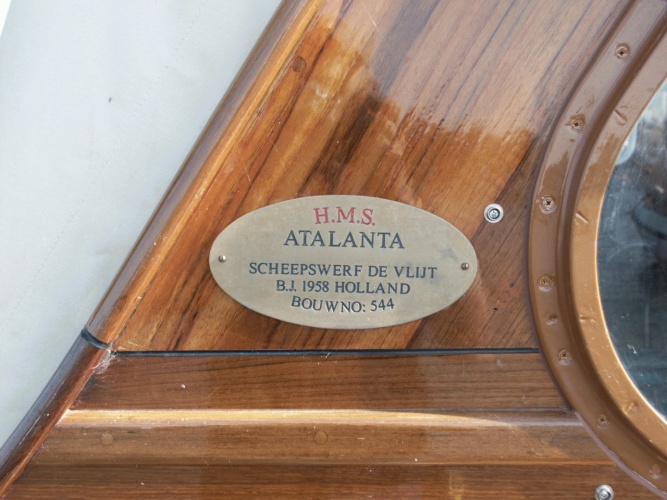 H.M.S.
ATALANTA
SCHEEPSWERF DE VLIJT
B.J. 1958 HOLLAND
BOUWNO: 544